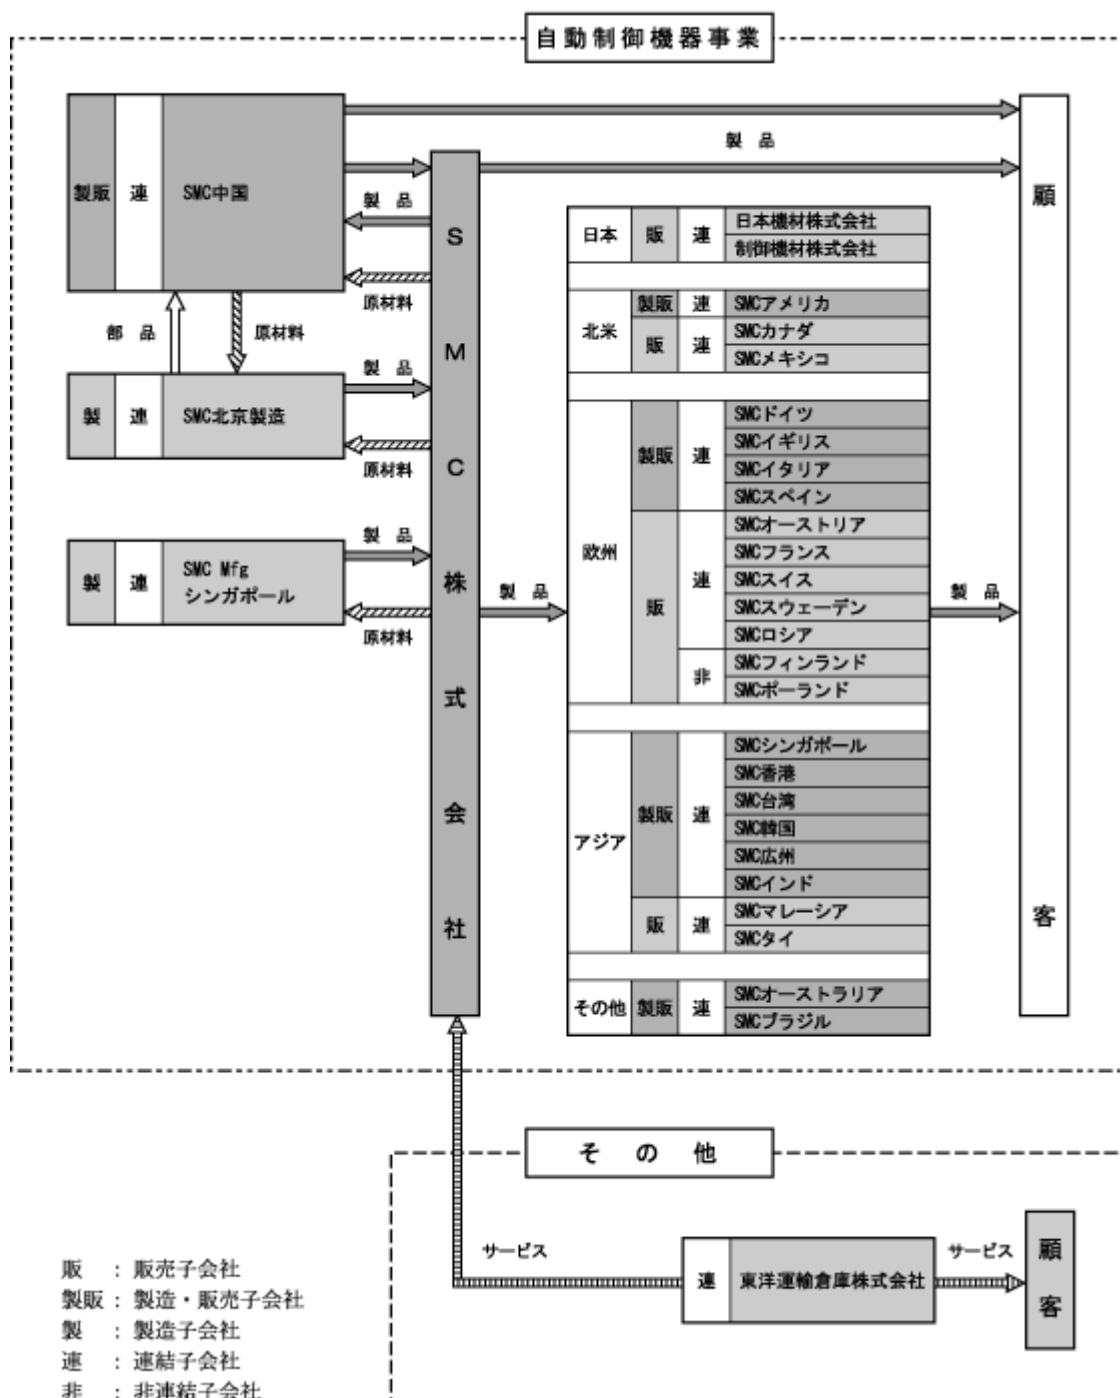 自動制御機器事業
製販 連 SMC中国
製品
製品
原材料
部品
原材料
製 連 SMC北京製造
製品
原材料
製 連 SMC Mfg
シンガポール
製品
原材料
SMC株式会社
製品
日本 販 連 日本機材株式会社
制御機材株式会社
北米 製販 連 SMCアメリカ
販 連 SMCカナダ
SMCメキシコ
欧州 製販 連 SMCドイツ
SMCイギリス
SMCイタリア
SMCスペイン
販 連 SMCオーストリア
SMCフランス
SMCスイス
SMCスウェーデン
SMCロシア
非 SMCフィンランド
SMCポーランド
アジア 製販 連 SMCシンガポール
SMC香港
SMC台湾
SMC韓国
SMC広州
SMCインド
販 連 SMCマレーシア
SMCタイ
その他 製販 連 SMCオーストラリア
SMCブラジル
製品
顧客
その他
サービス
連 東洋運輸倉庫株式会社
サービス
顧客
販 : 販売子会社
製販 : 製造・販売子会社
製 : 製造子会社
連 : 連結子会社
非 : 非連結子会社